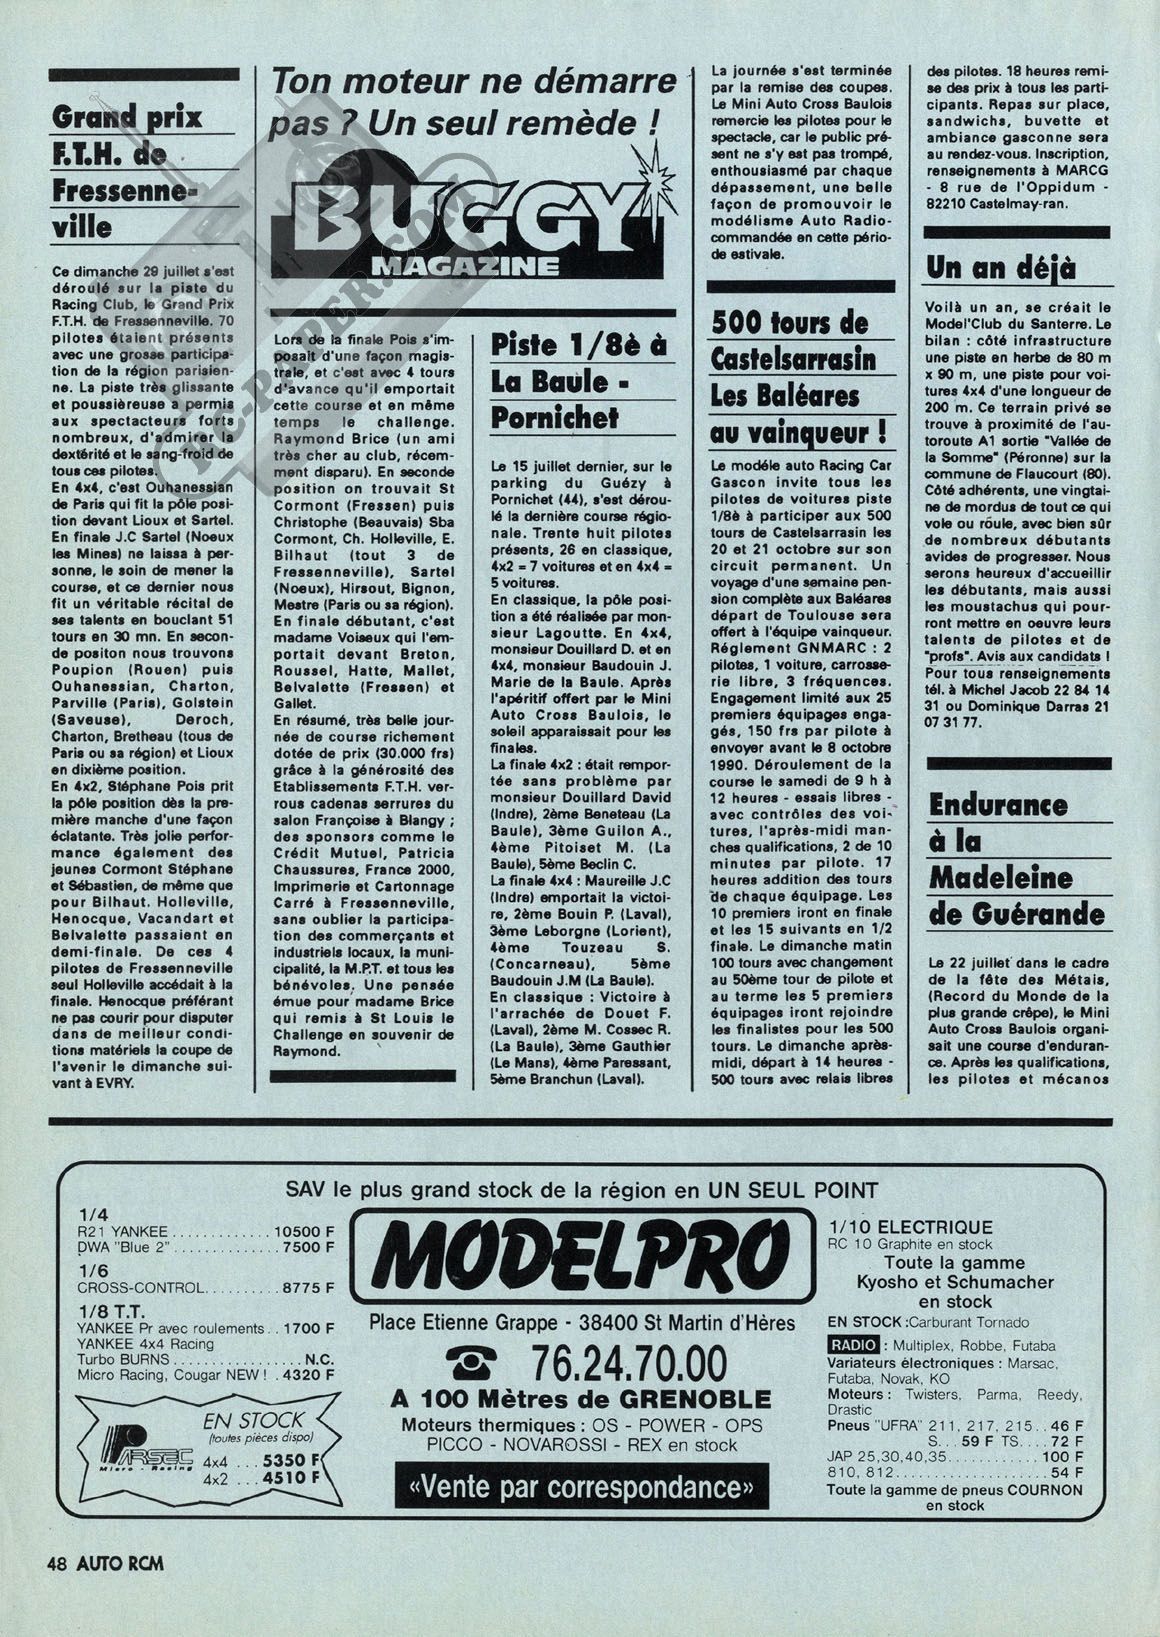 Grand prix
F.T.H. de
Fressenne-
ville
Ce dimanche 29 juillet s'est
déroulé sur la piste du
Racing Club, le Grand Prix
F.T.H. de Fressenneville. 70
pilotes étaient présents
avec une grosse participa-
tion de la région parisien-
ne. La piste très glissante
et poussièreuse a permis
aux spectacteurs forts
nombreux, d'admirer la
dextérité et le sang-froid de
tous ces pilotes.
En 4x4, c'est Ouhanessian
de Paris qui fit la pôle posi-
tion devant Lioux et Sartel.
En finale J.C Sartel (Noeux
les Mines) ne laissa à per-
sonne, le soin de mener la
course, et ce dernier nous
fit un véritable récital de
ses talents en bouclant 51
tours en 30 mn. En secon-
de positon nous trouvons
Poupion (Rouen) puis
Ouhanessian, Charton,
Parville (Paris), Golstein
(Saveuse), Deroch,
Charton, Bretheau (tous de
Paris ou sa région) et Lioux
en dixième position.
En 4x2, Stéphane Pois prit
la pôle position dès la pre-
mière manche d'une façon
éclatante. Très jolie perfor-
mance également des
jeunes Cormont Stéphane
et Sébastien, de même que
pour Bilhaut. Holleville,
Henocque, Vacandart et
Belvalette passaient en
demi-finale. De ces 4
pilotes de Fressenneville
seul Holleville accédait à la
finale. Henocque préférant
ne pas courir pour disputer
dans de meilleur condi-
tions matériels la coupe de
l'avenir le dimanche sui-
vant à EVRY.
Ton moteur ne démarre
pas ? Un seul remède !
BUGGY
MAGAZINE
Lors de la finale Pois s'im-
posait d'une façon magis-
trale, et c'est avec 4 tours
d'avance qu'il emportait
cette course et en même
temps le challenge.
Raymond Brice (un ami
très cher au club, récem-
ment disparu). En seconde
position on trouvait St
Cormont (Fressen) puis
Christophe (Beauvais) Sba
Cormont, Ch. Holleville, E.
Bilhaut (tout 3 de
Fressenneville), Sartel
(Noeux), Hirsout, Bignon,
Mestre (Paris ou sa région).
En finale débutant, c'est
madame Voiseux qui l'em-
portait devant Breton,
Roussel, Hatte, Mallet,
Belvalette (Fressen) et
Gallet.
En résumé, très belle jour-
née de course richement
dotée de prix (30.000 frs)
grâce à la générosité des
Etablissements F.T.H. ver-
rous cadenas serrures du
salon Françoise à Blangy ;
des sponsors comme le
Crédit Mutuel, Patricia
Chaussures, France 2000,
Imprimerie et Cartonnage
Carré à Fressenneville,
sans oublier la participa-
tion des commerçants et
industriels locaux, la muni-
cipalité, la M.P.T. et tous les
bénévoles. Une pensée
émue pour madame Brice
qui remis à St Louis le
Challenge en souvenir de
Raymond.
Piste 1/8è à
La Baule -
Pornichet
Le 15 juillet dernier, sur le
parking du Guézy à
Pornichet (44), s'est dérou-
lé la dernière course régio-
nale. Trente huit pilotes
présents, 26 en classique,
4x2 = 7 voitures et en 4x4 =
5 voitures.
En classique, la pôle posi-
tion a été réalisée par mon-
sieur Lagoutte. En 4x4,
monsieur Douillard D. et en
4x4, monsieur Baudouin J.
Marie de la Baule. Après
l'apéritif offert par le Mini
Auto Cross Baulois, le
soleil apparaissait pour les
finales.
La finale 4x2 : était rempor-
tée sans problème par
monsieur Douillard David
(Indre), 2ème Beneteau (La
Baule), 3ème Guilon A.,
4ème Pitoiset M. (La
Baule), 5ème Beclin C.
La finale 4x4 : Maureille J.C
(Indre) emportait la victoi-
re, 2ème Bouin P. (Laval),
3ème Leborgne (Lorient),
4ème Touzeau S.
(Concarneau), 5ème
Baudouin J.M (La Baule).
En classique : Victoire à
l'arrachée de Douet F.
(Laval), 2ème M. Cossec R.
(La Baule), 3ème Gauthier
(Le Mans), 4ème Paressant,
5ème Branchun (Laval).
La journée s'est terminée
par la remise des coupes.
Le Mini Auto Cross Baulois
remercie les pilotes pour le
spectacle, car le public pré-
sent ne s'y est pas trompé,
enthousiasmé par chaque
dépassement, une belle
façon de promouvoir le
modélisme Auto Radio-
commandée en cette pério-
de estivale.
500 tours de
Castelsarrasin
Les Baléares
au vainqueur !
Le modéle auto Racing Car
Gascon invite tous les
pilotes de voitures piste
1/8è à participer aux 500
tours de Castelsarrasin les
20 et 21 octobre sur son
circuit permanent. Un
voyage d'une semaine pen-
sion complète aux Baléares
départ de Toulouse sera
offert à l'équipe vainqueur.
Réglement GNMARC : 2
pilotes, 1 voiture, carrosse-
rie libre, 3 fréquences.
Engagement limité aux 25
premiers équipages enga-
gés, 150 frs par pilote à
envoyer avant le 8 octobre
1990. Déroulement de la
course le samedi de 9 h à
12 heures - essais libres -
avec contrôles des voi-
tures, l'après-midi man-
ches qualifications, 2 de 10
minutes par pilote. 17
heures addition des tours
de chaque équipage. Les
10 premiers iront en finale
et les 15 suivants en 1/2
finale. Le dimanche matin
100 tours avec changement
au 50ème tour de pilote et
au terme les 5 premiers
équipages iront rejoindre
les finalistes pour les 500
tours. Le dimanche après-
midi, départ à 14 heures -
500 tours avec relais libres
des pilotes. 18 heures remi-
se des prix à tous les parti-
cipants. Repas sur place,
sandwichs, buvette et
ambiance gasconne sera
au rendez-vous. Inscription,
renseignements à MARCG
- 8 rue de l'Oppidum -
82210 Castelmay-ran.
Un an déjà
Voilà un an, se créait le
Model'Club du Santerre. Le
bilan : côté infrastructure
une piste en herbe de 80 m
x 90 m, une piste pour voi-
tures 4x4 d'une longueur de
200 m. Ce terrain privé se
trouve à proximité de l'au-
toroute A1 sortie "Vallée de
la Somme" (Péronne) sur la
commune de Flaucourt (80).
Côté adhérents, une vingtai-
ne de mordus de tout ce qui
vole ou roule, avec bien sûr
de nombreux débutants
avides de progresser. Nous
serons heureux d'accueillir
les débutants, mais aussi
les moustachus qui pour-
ront mettre en oeuvre leurs
talents de pilotes et de
"profs". Avis aux candidats !
Pour tous renseignements
tél. à Michel Jacob 22 84 14
31 ou Dominique Darras 21
07 31 77.
Endurance
à la
Madeleine
de Guérande
Le 22 juillet dans le cadre
de la fête des Métais,
(Record du Monde de la
plus grande crêpe), le Mini
Auto Cross Baulois organi-
sait une course d'enduran-
ce. Après les qualifications,
les pilotes et mécanos
SAV le plus grand stock de la région en UN SEUL POINT
1/4
R21 YANKEE ............. 10500 F
DWA "Blue 2" .............. 7500 F
1/6
CROSS-CONTROL .......... 8775 F
1/8 T.T.
YANKEE Pr avec roulements . . 1700 F
YANKEE 4x4 Racing
Turbo BURNS ................... N.C.
Micro Racing, Cougar NEW ! . 4320 F
PARSEC
Micro - Racing
EN STOCK
(toutes pièces dispo)
4x4 ... 5350 F
4x2 ... 4510 F
MODELPRO
Place Etienne Grappe - 38400 St Martin d'Hères
☎ 76.24.70.00
A 100 Mètres de GRENOBLE
Moteurs thermiques : OS - POWER - OPS
PICCO - NOVAROSSI - REX en stock
«Vente par correspondance»
1/10 ELECTRIQUE
RC 10 Graphite en stock
Toute la gamme
Kyosho et Schumacher
en stock
EN STOCK :Carburant Tornado
RADIO : Multiplex, Robbe, Futaba
Variateurs électroniques : Marsac,
Futaba, Novak, KO
Moteurs : Twisters, Parma, Reedy,
Drastic
Pneus "UFRA" 211, 217, 215 . . 46 F
S... 59 F TS.... 72 F
JAP 25,30,40,35............ 100 F
810, 812...................... 54 F
Toute la gamme de pneus COURNON
en stock
48 AUTO RCM
RC-PAPER.COM